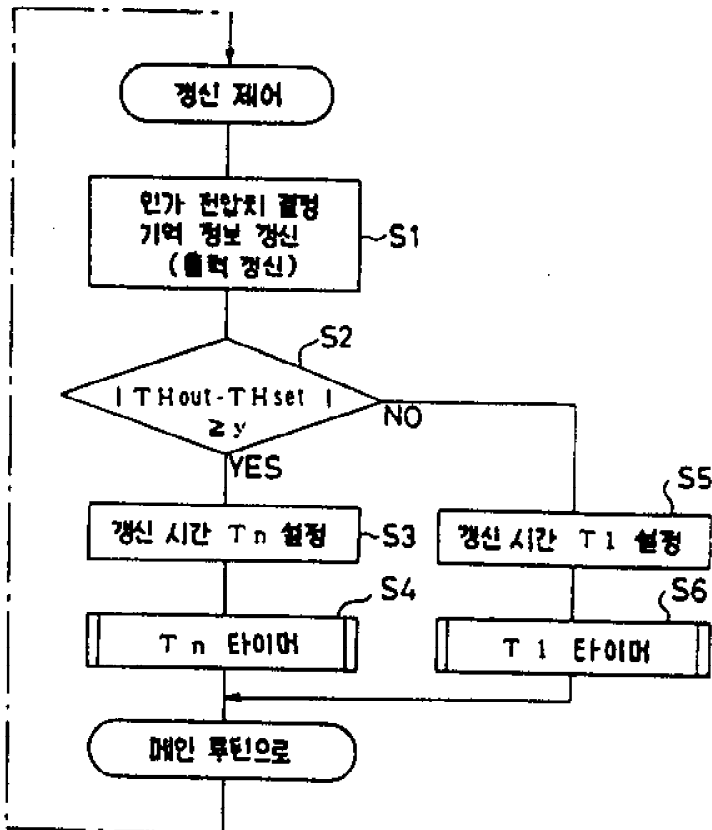 갱신 제어
인가 전압치 결정
기억 정보 갱신
(출력 갱신)
S1
S2
| THout-THset |
≥y
NO
YES
갱신 시간 Tn 설정
S3
S5
갱신 시간 T1 설정
S4
Tn 타이머
S6
T1 타이머
메인 루틴으로